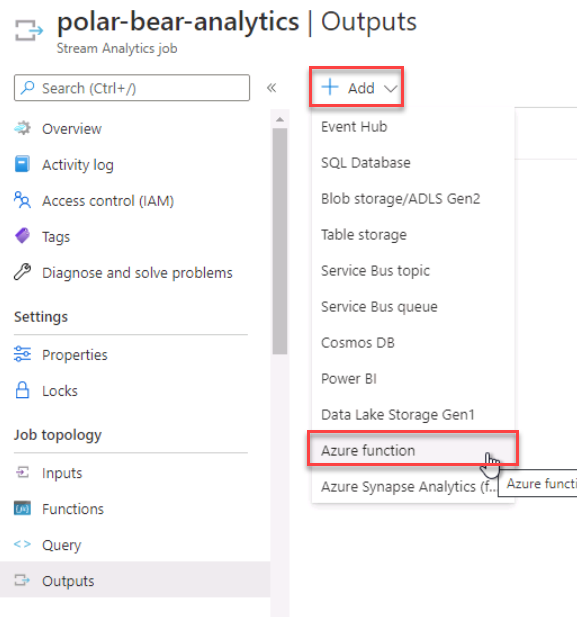 polar-bear-analytics | Outputs
Stream Analytics job
Search (Ctrl+/)
«
Overview
Activity log
Access control (IAM)
Tags
Diagnose and solve problems
Settings
Properties
Locks
Job topology
Inputs
Functions
Query
Outputs
+ Add
Event Hub
SQL Database
Blob storage/ADLS Gen2
Table storage
Service Bus topic
Service Bus queue
Cosmos DB
Power BI
Data Lake Storage Gen1
Azure function
Azure Synapse Analytics (f...
Azure functi